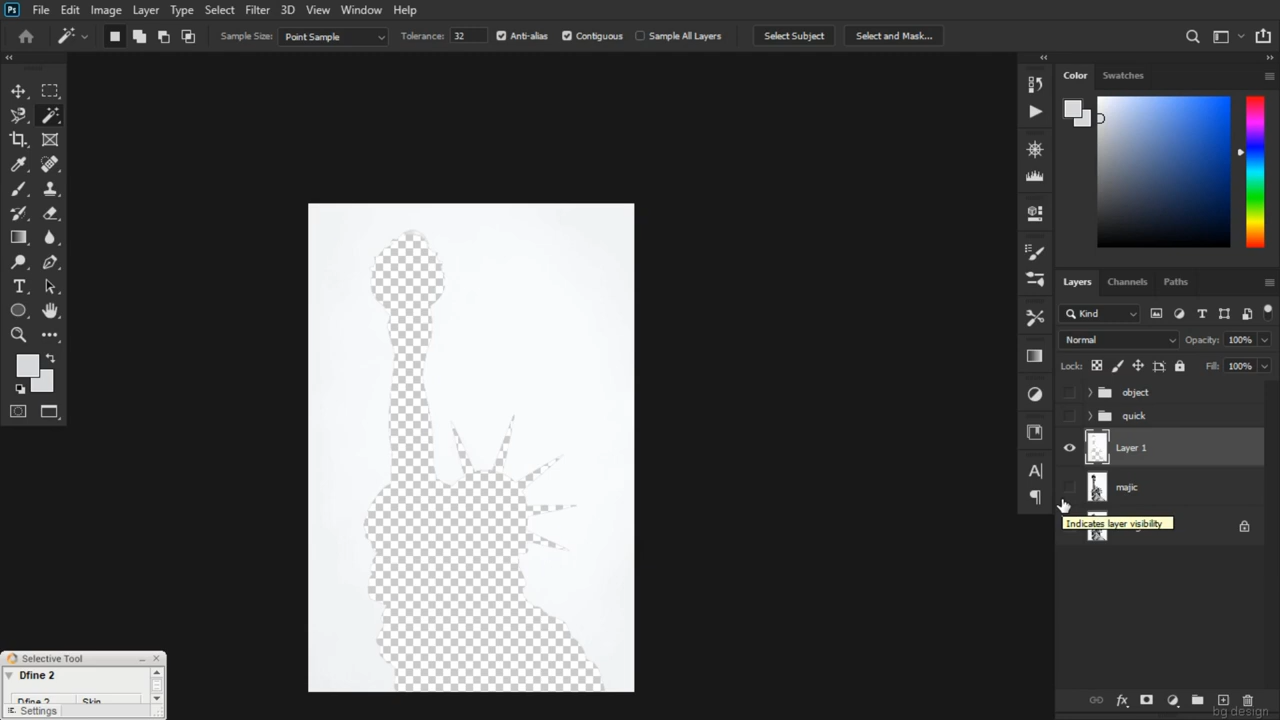 Ps File Edit Image Layer Type Select Filter 3D View Window Help
Sample Size: Point Sample Tolerance: 32 Anti-alias Contiguous Sample All Layers Select Subject Select and Mask...
Color Swatches
Layers Channels Paths
Kind
Normal Opacity: 100%
Lock: Fill: 100%
object
quick
Layer 1
majic
Indicates layer visibility
Selective Tool
Dfine 2
Dfine 2 Skin
Settings
bg design